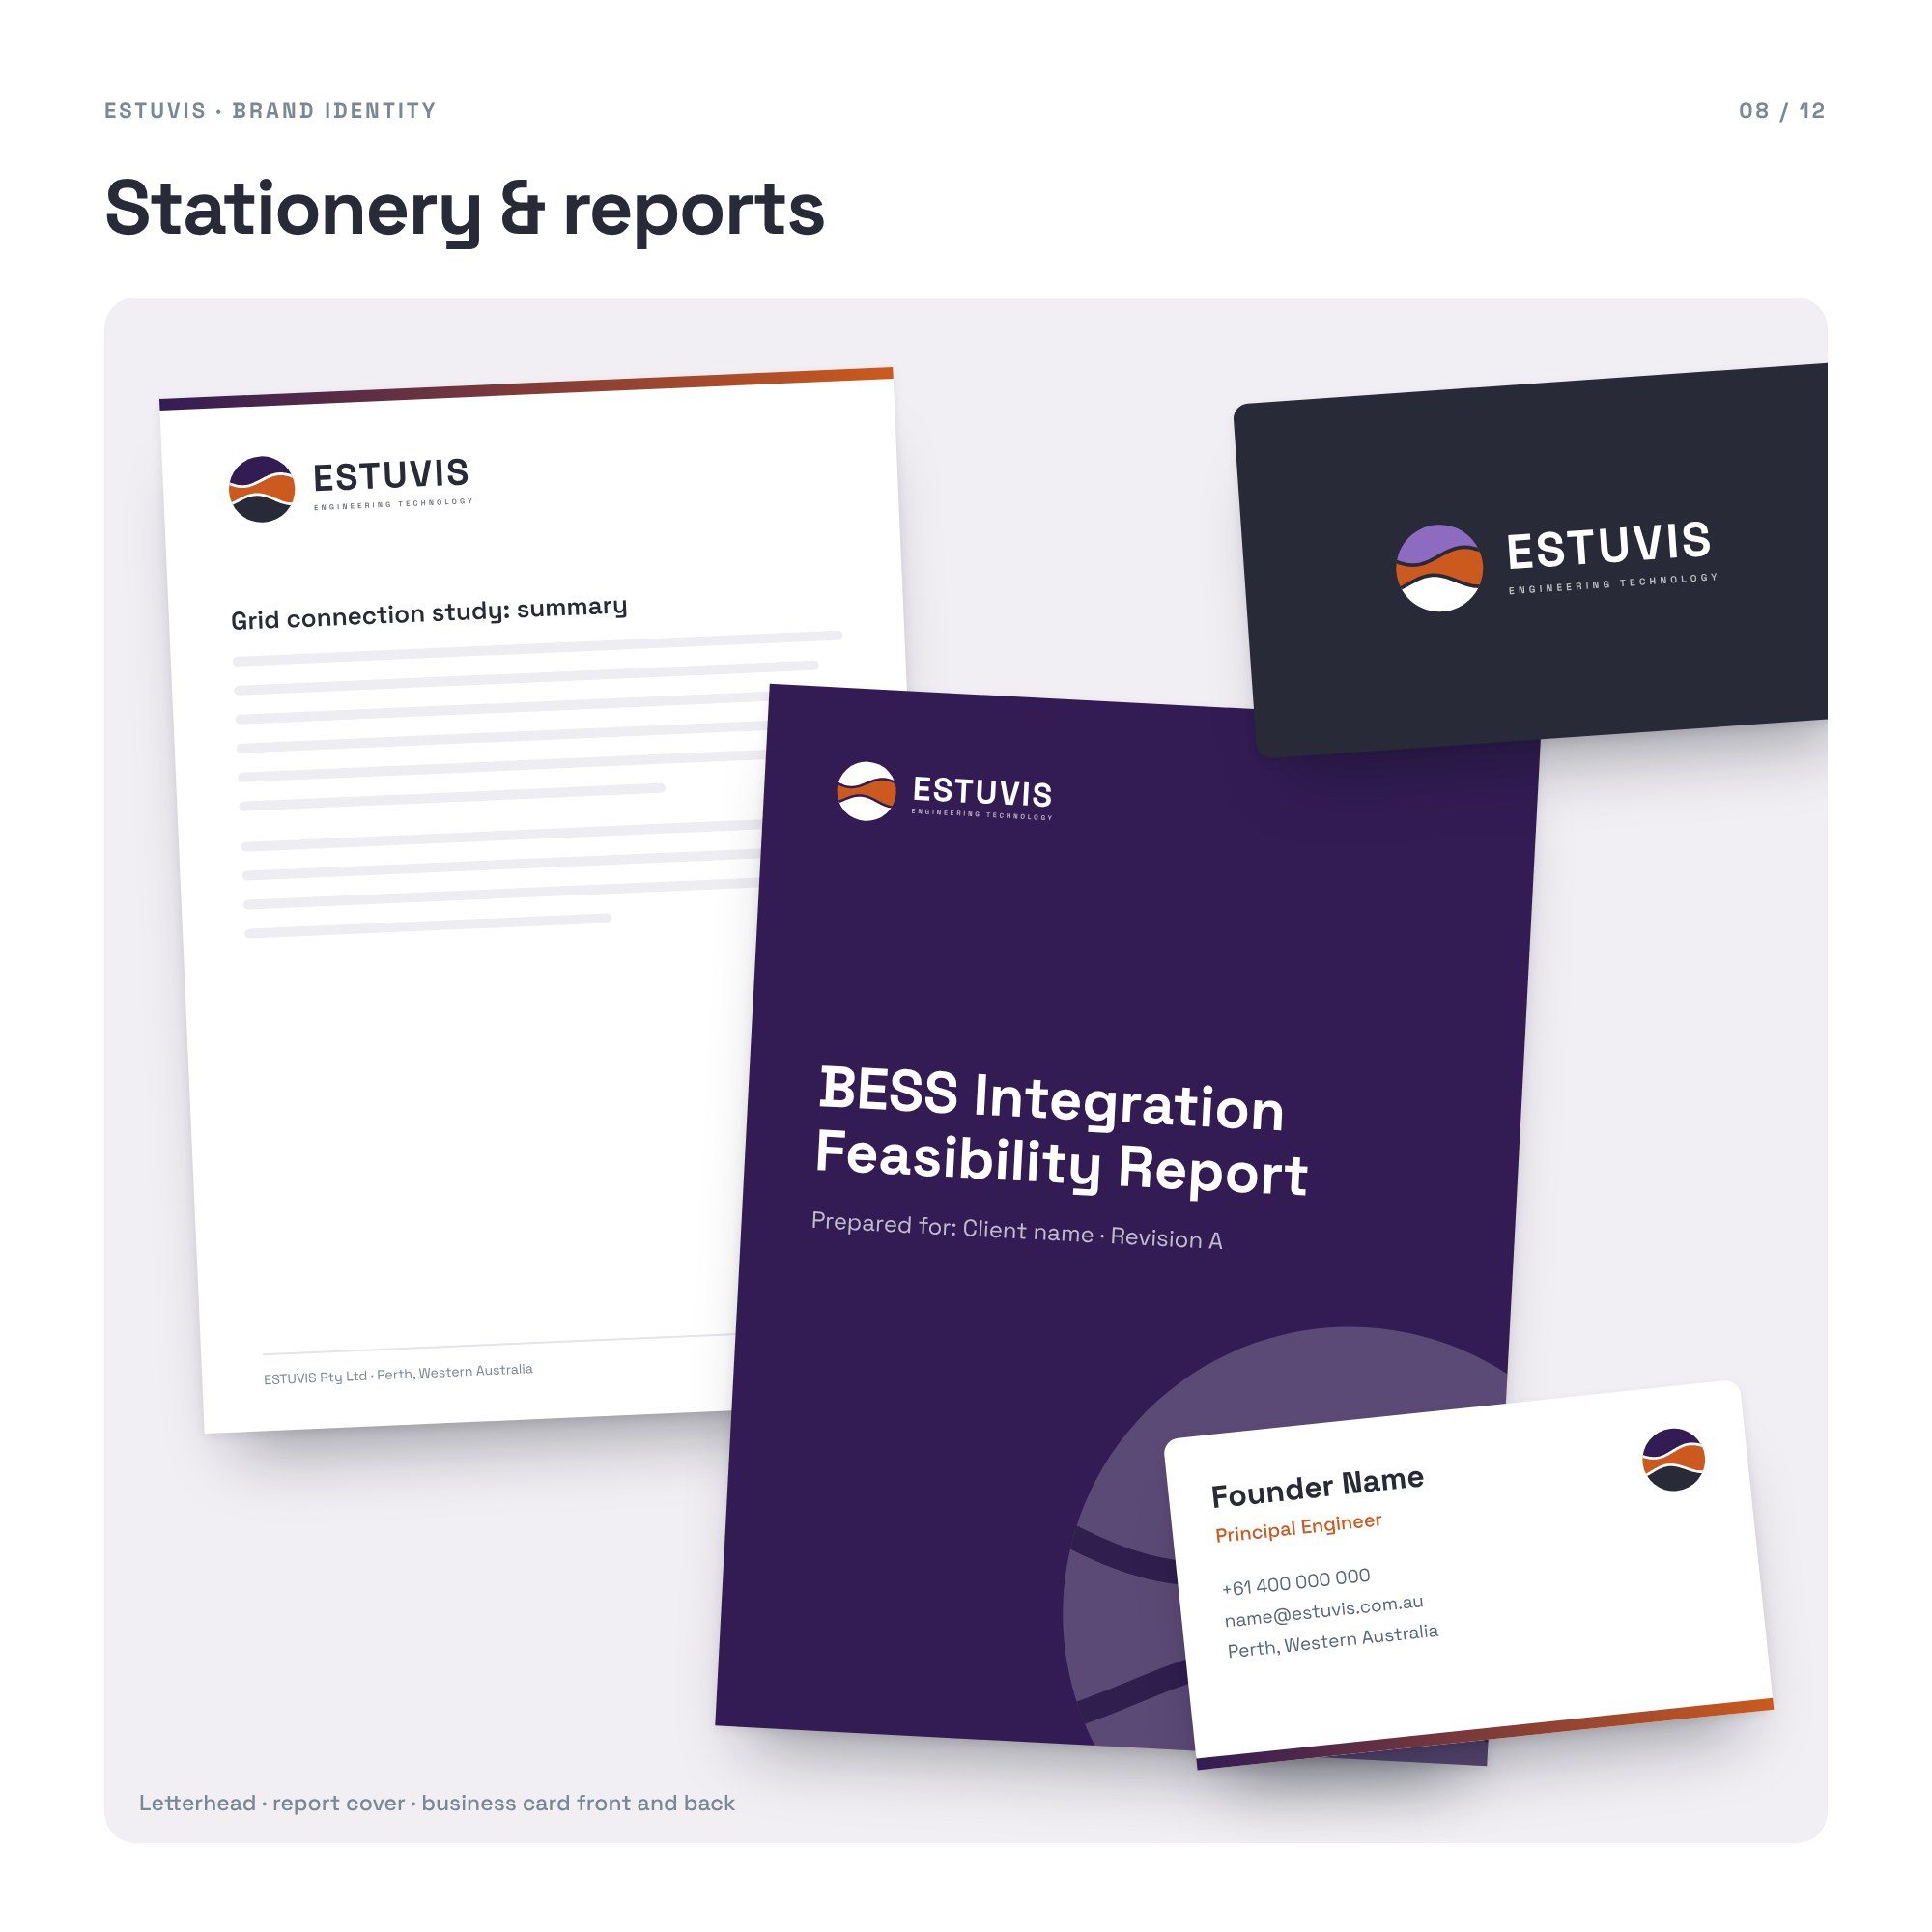 ESTUVIS · BRAND IDENTITY
08 / 12
Stationery & reports
ESTUVIS
ENGINEERING TECHNOLOGY
Grid connection study: summary
ESTUVIS Pty Ltd · Perth, Western Australia
ESTUVIS
ENGINEERING TECHNOLOGY
ESTUVIS
ENGINEERING TECHNOLOGY
BESS Integration
Feasibility Report
Prepared for: Client name · Revision A
Founder Name
Principal Engineer
+61 400 000 000
name@estuvis.com.au
Perth, Western Australia
Letterhead · report cover · business card front and back